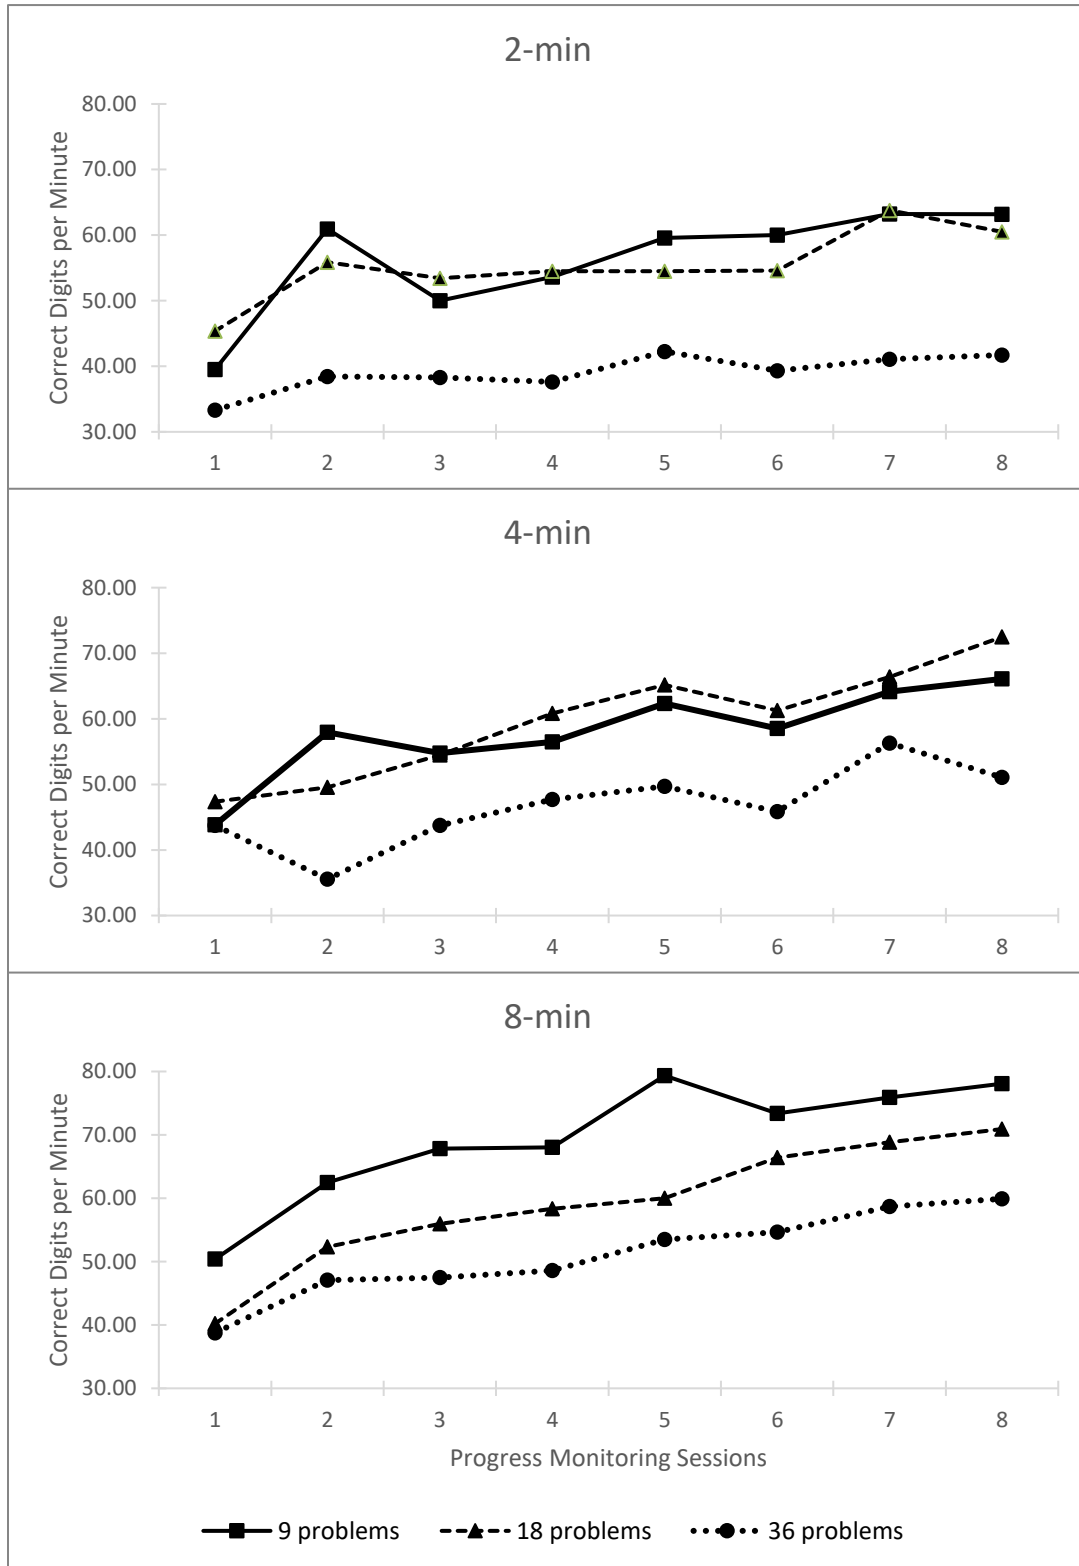 2-min
Correct Digits per Minute
80.00
70.00
60.00
50.00
40.00
30.00
1 2 3 4 5 6 7 8
4-min
Correct Digits per Minute
80.00
70.00
60.00
50.00
40.00
30.00
1 2 3 4 5 6 7 8
8-min
Correct Digits per Minute
80.00
70.00
60.00
50.00
40.00
30.00
1 2 3 4 5 6 7 8
Progress Monitoring Sessions
9 problems 18 problems 36 problems